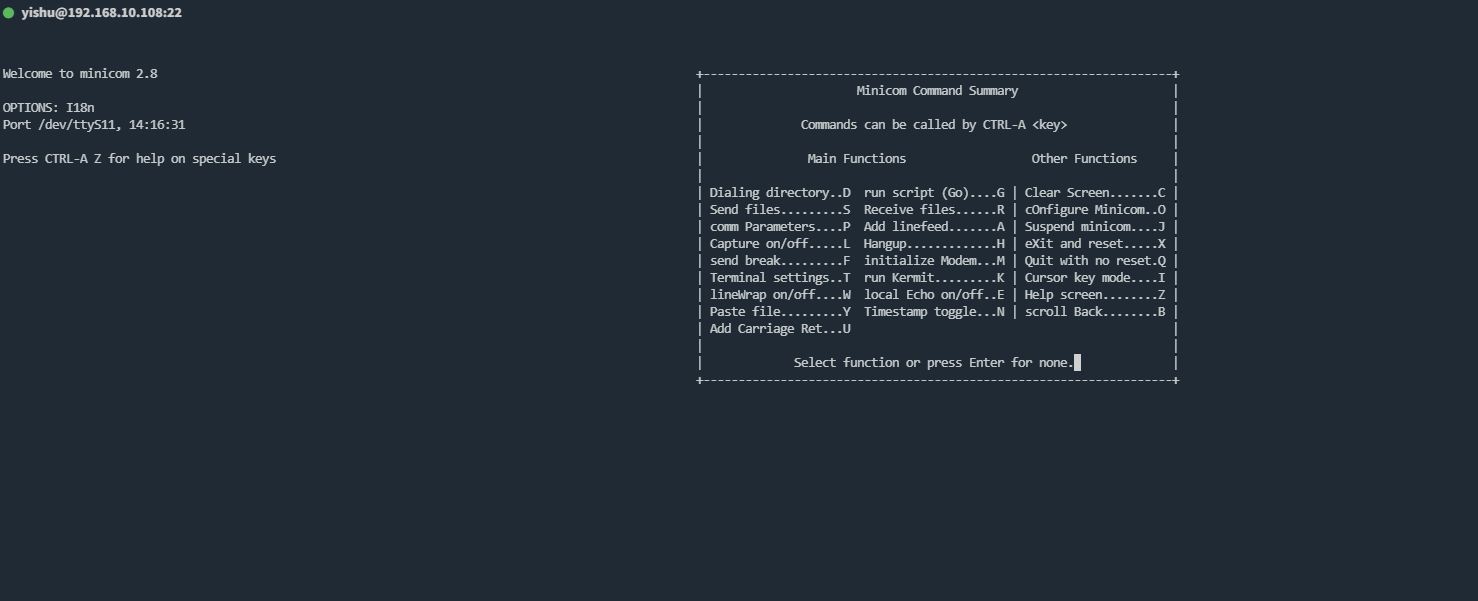 yishu@192.168.10.108:22
Welcome to minicom 2.8
OPTIONS: I18n
Port /dev/ttyS11, 14:16:31
Press CTRL-A Z for help on special keys
+-------------------------------------------------------------------+
Minicom Command Summary
Commands can be called by CTRL-A <key>
Main Functions Other Functions
| Dialing directory..D run script (Go)....G | Clear Screen.......C |
| Send files.........S Receive files......R | cOnfigure Minicom..O |
| comm Parameters....P Add linefeed.......A | Suspend minicom....J |
| Capture on/off.....L Hangup.............H | eXit and reset.....X |
| send break.........F initialize Modem...M | Quit with no reset.Q |
| Terminal settings..T run Kermit.........K | Cursor key mode....I |
| lineWrap on/off....W local Echo on/off..E | Help screen........Z |
| Paste file.........Y Timestamp toggle...N | scroll Back........B |
| Add Carriage Ret...U |
| Select function or press Enter for none. |
+-------------------------------------------------------------------+